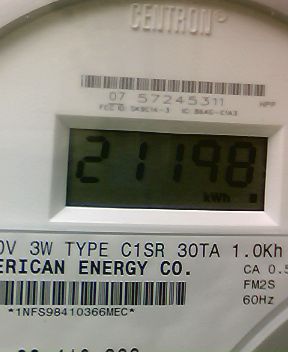 CENTRON®
07 57245311
HPP
21198
kWh
0V 3W TYPE C1SR 30TA 1.0Kh
ERICAN ENERGY CO.
CA 0.5
FM2S
60Hz
*1NFS98410366MEC*